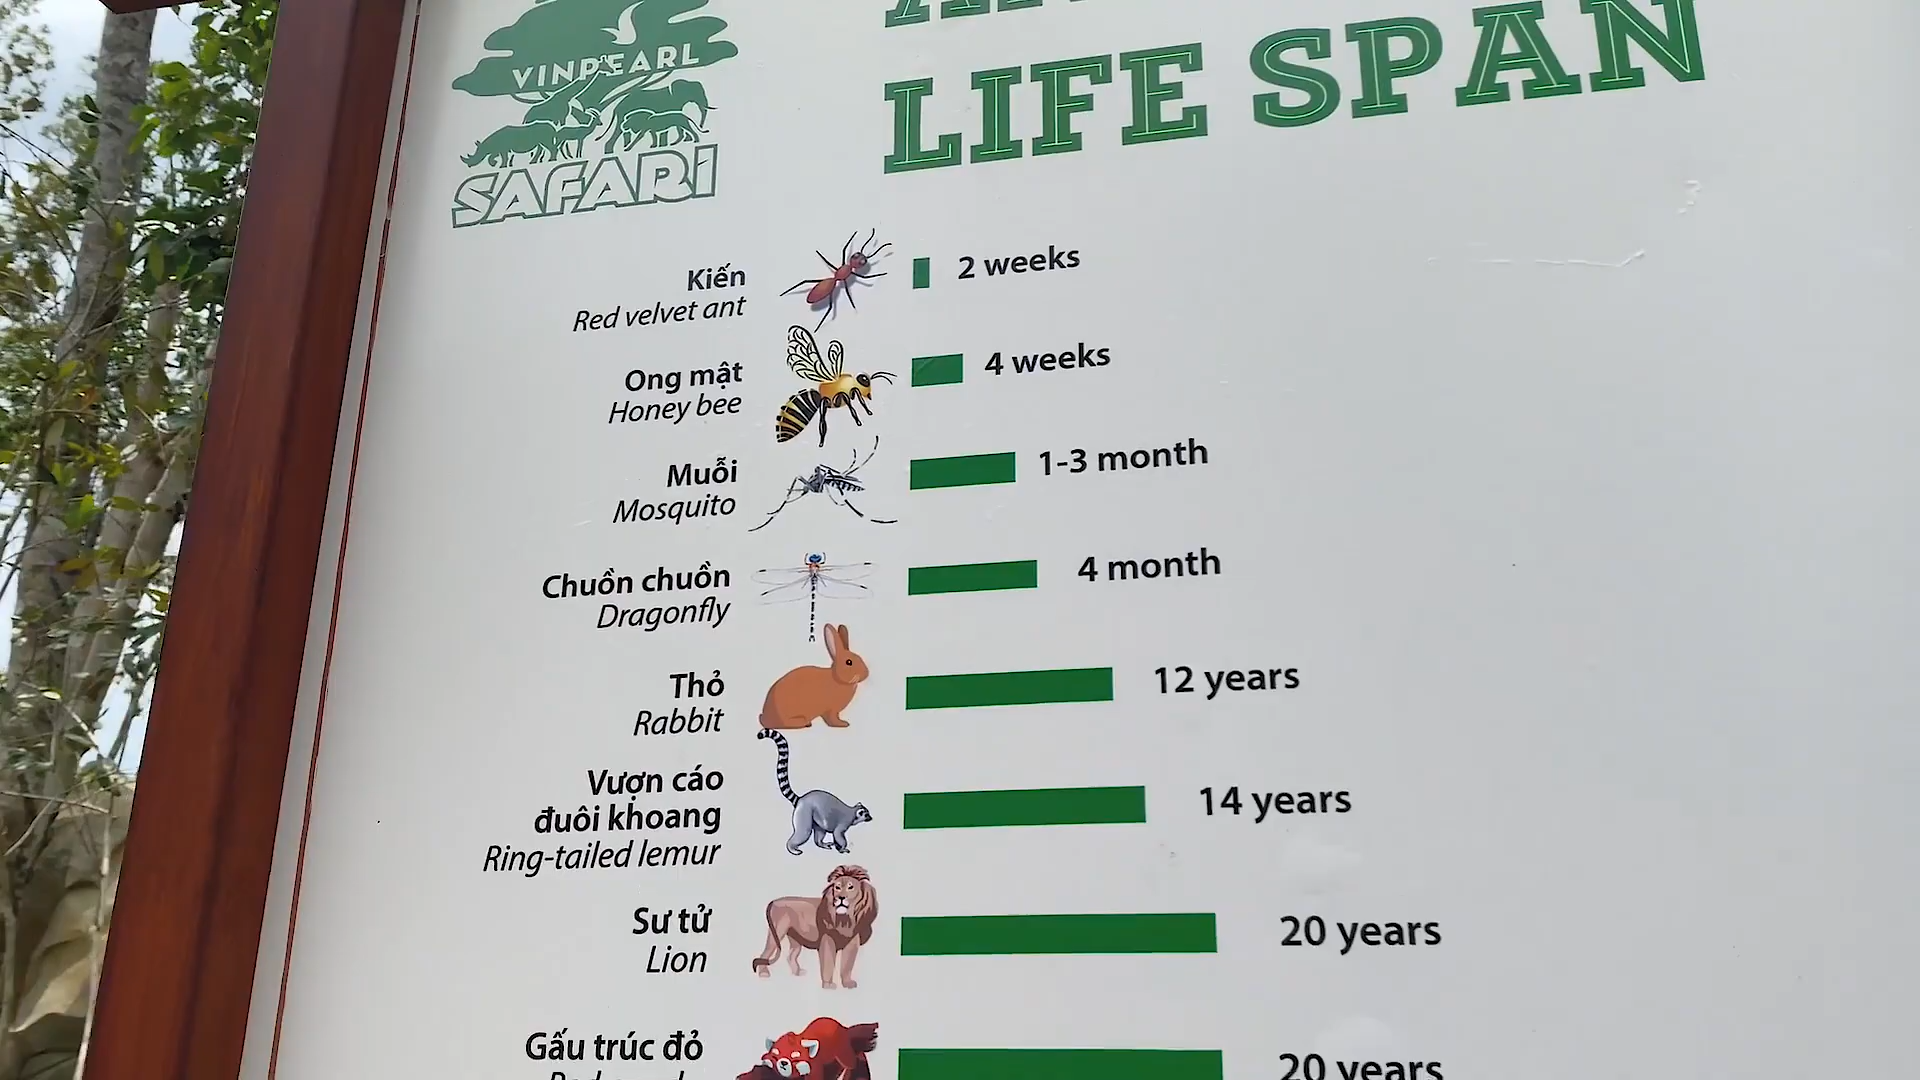 VINPEARL
SAFARI
LIFE SPAN
Kiến
Red velvet ant
2 weeks
Ong mật
Honey bee
4 weeks
Muỗi
Mosquito
1-3 month
Chuồn chuồn
Dragonfly
4 month
Thỏ
Rabbit
12 years
Vượn cáo
đuôi khoang
Ring-tailed lemur
14 years
Sư tử
Lion
20 years
Gấu trúc đỏ
20 years